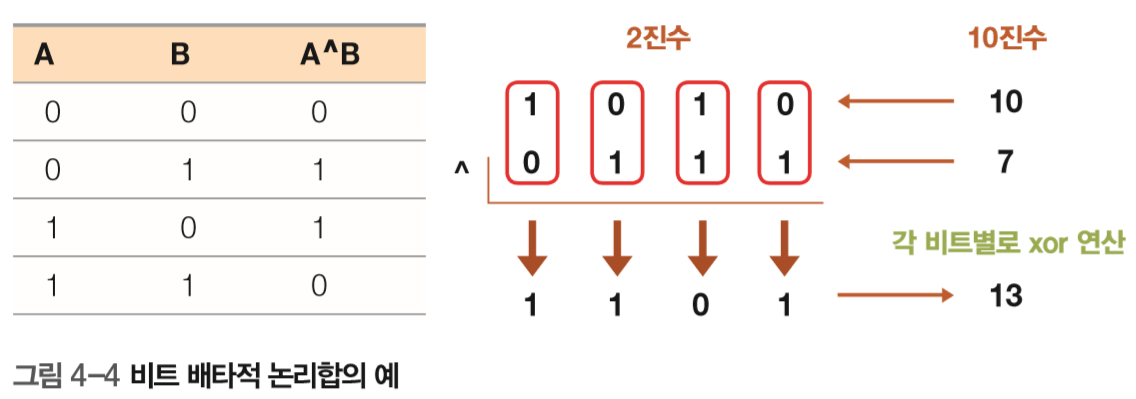 A B A^B
0 0 0
0 1 1
1 0 1
1 1 0
2진수 10진수
1 0 1 0 10
^ 0 1 1 1 7
각 비트별로 xor 연산
1 1 0 1 13
그림 4–4 비트 배타적 논리합의 예